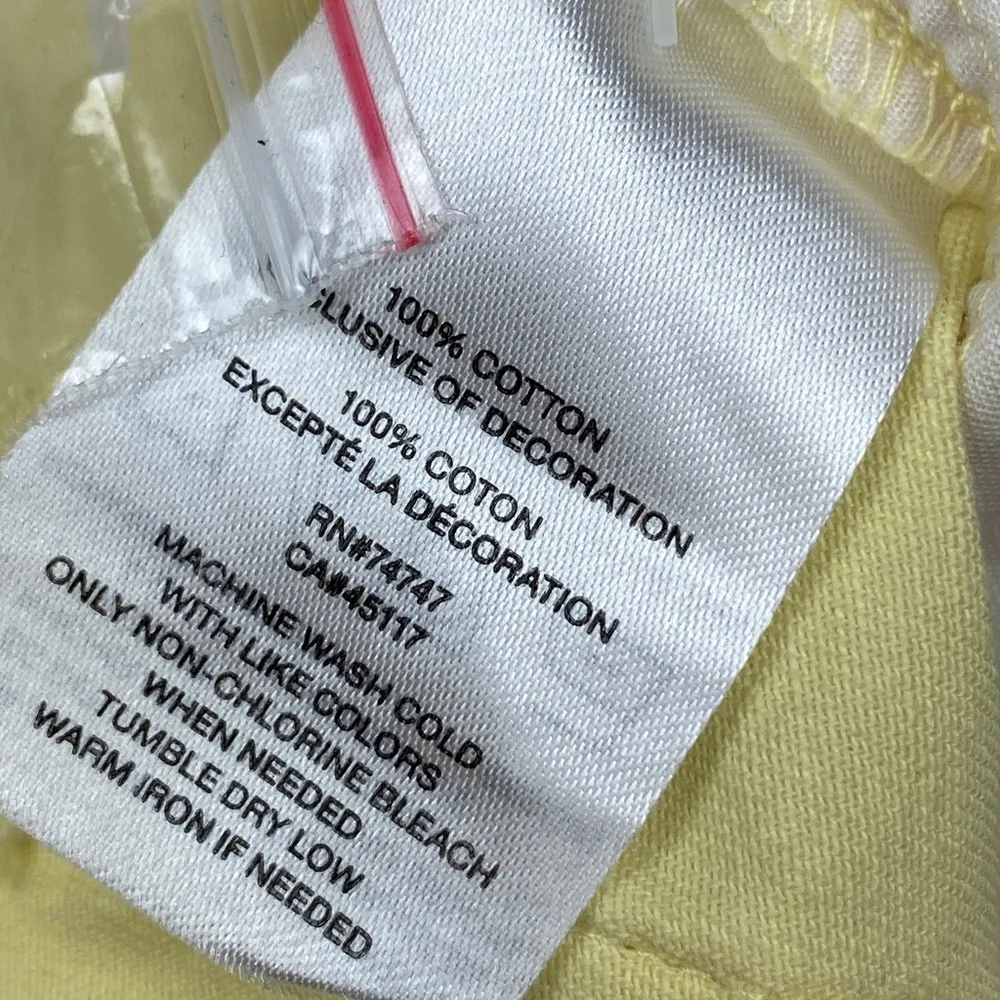 100% COTTON
CLUSIVE OF DECORATION
100% COTON
EXCEPTÉ LA DÉCORATION
RN#74747
CA#45117
MACHINE WASH COLD
WITH LIKE COLORS
ONLY NON-CHLORINE BLEACH
WHEN NEEDED
TUMBLE DRY LOW
WARM IRON IF NEEDED